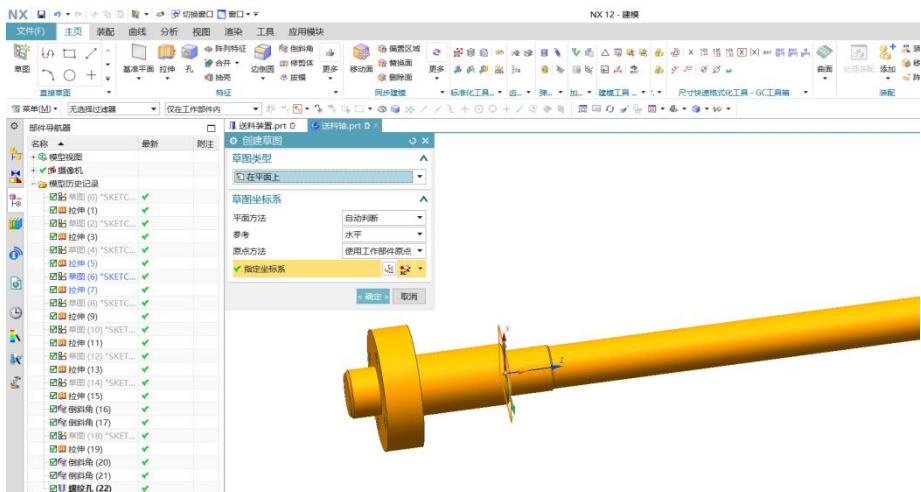 NX 切换窗口 窗口 NX 12 - 建模
文件(F) 主页 装配 曲线 分析 视图 渲染 工具 应用模块
草图 基准平面 拉伸 孔 阵列特征 合并 抽壳 边倒圆 倒斜角 修剪体 拔模 更多 移动面 偏置区域 替换面 删除面 更多 曲面 添加
直接草图 特征 同步建模 标准化工具... 齿... 弹... 加... 建模工具... 尺寸快速格式化工具 - GC工具箱 装配
菜单(M) 无选择过滤器 仅在工作部件内
部件导航器 送料装置.prt 送料轴.prt
名称 最新 附注
模型视图
摄像机
模型历史记录
草图 (0) "SKETC...
拉伸 (1)
草图 (2) "SKETC...
拉伸 (3)
草图 (4) "SKETC...
拉伸 (5)
草图 (6) "SKETC...
拉伸 (7)
草图 (8) "SKETC...
拉伸 (9)
草图 (10) "SKET...
拉伸 (11)
草图 (12) "SKET...
拉伸 (13)
草图 (14) "SKET...
拉伸 (15)
倒斜角 (16)
倒斜角 (17)
草图 (18) "SKET...
拉伸 (19)
倒斜角 (20)
倒斜角 (21)
螺纹孔 (22)
创建草图
草图类型
在平面上
草图坐标系
平面方法 自动判断
参考 水平
原点方法 使用工作部件原点
指定坐标系
< 确定 > 取消
X
Z